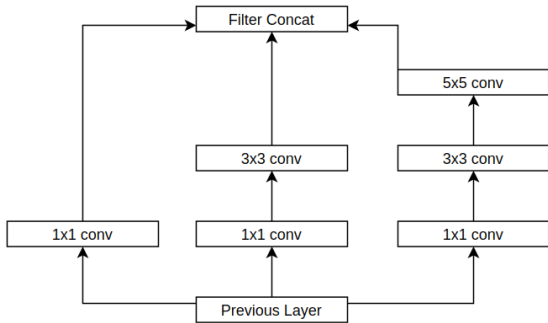 Filter Concat
5x5 conv
3x3 conv
3x3 conv
1x1 conv
1x1 conv
1x1 conv
Previous Layer